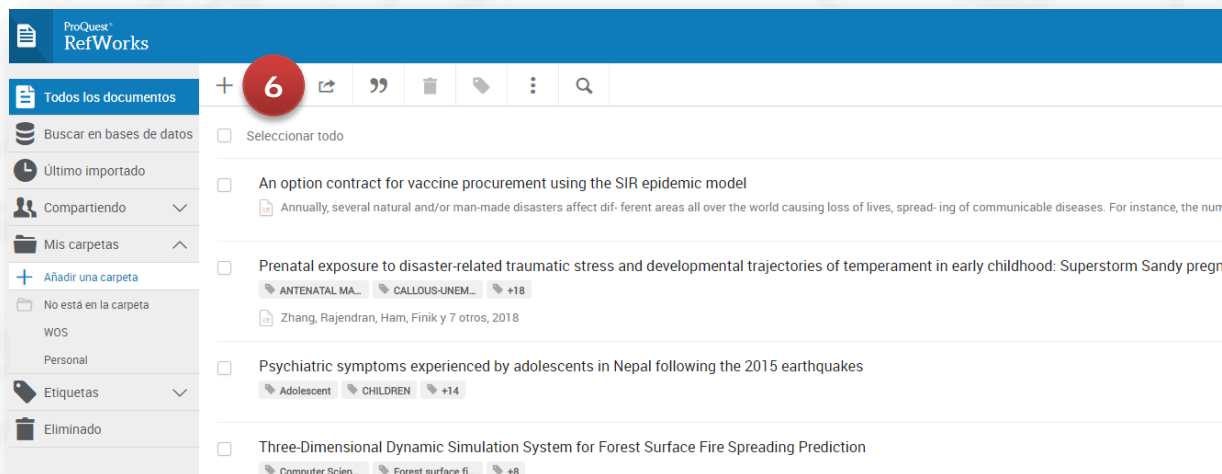 ProQuest®
RefWorks
6
Todos los documentos
Buscar en bases de datos
Último importado
Compartiendo
Mis carpetas
Añadir una carpeta
No está en la carpeta
WOS
Personal
Etiquetas
Eliminado
Seleccionar todo
An option contract for vaccine procurement using the SIR epidemic model
Annually, several natural and/or man-made disasters affect dif- ferent areas all over the world causing loss of lives, spread- ing of communicable diseases. For instance, the num
Prenatal exposure to disaster-related traumatic stress and developmental trajectories of temperament in early childhood: Superstorm Sandy pregn
ANTENATAL MA... CALLOUS-UNEM... +18
Zhang, Rajendran, Ham, Finik y 7 otros, 2018
Psychiatric symptoms experienced by adolescents in Nepal following the 2015 earthquakes
Adolescent CHILDREN +14
Three-Dimensional Dynamic Simulation System for Forest Surface Fire Spreading Prediction
Computer Scien... Forest surface fi... +8